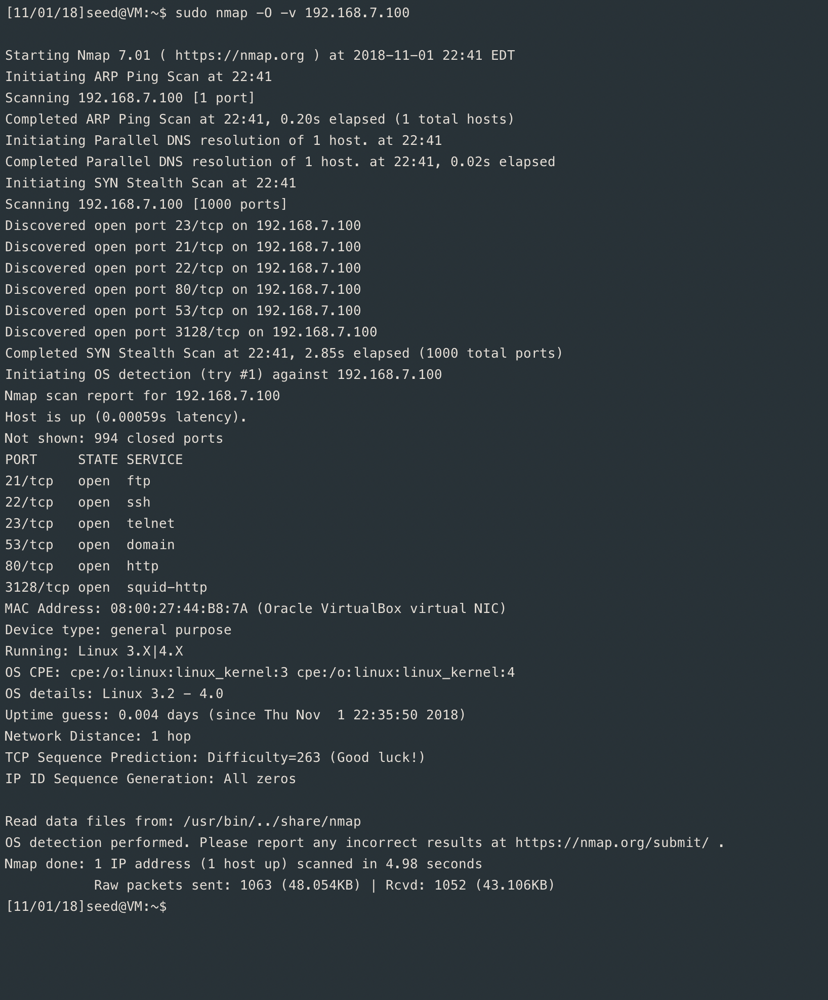 [11/01/18]seed@VM:~$ sudo nmap -O -v 192.168.7.100

Starting Nmap 7.01 ( https://nmap.org ) at 2018-11-01 22:41 EDT
Initiating ARP Ping Scan at 22:41
Scanning 192.168.7.100 [1 port]
Completed ARP Ping Scan at 22:41, 0.20s elapsed (1 total hosts)
Initiating Parallel DNS resolution of 1 host. at 22:41
Completed Parallel DNS resolution of 1 host. at 22:41, 0.02s elapsed
Initiating SYN Stealth Scan at 22:41
Scanning 192.168.7.100 [1000 ports]
Discovered open port 23/tcp on 192.168.7.100
Discovered open port 21/tcp on 192.168.7.100
Discovered open port 22/tcp on 192.168.7.100
Discovered open port 80/tcp on 192.168.7.100
Discovered open port 53/tcp on 192.168.7.100
Discovered open port 3128/tcp on 192.168.7.100
Completed SYN Stealth Scan at 22:41, 2.85s elapsed (1000 total ports)
Initiating OS detection (try #1) against 192.168.7.100
Nmap scan report for 192.168.7.100
Host is up (0.00059s latency).
Not shown: 994 closed ports
PORT     STATE SERVICE
21/tcp   open  ftp
22/tcp   open  ssh
23/tcp   open  telnet
53/tcp   open  domain
80/tcp   open  http
3128/tcp open  squid-http
MAC Address: 08:00:27:44:B8:7A (Oracle VirtualBox virtual NIC)
Device type: general purpose
Running: Linux 3.X|4.X
OS CPE: cpe:/o:linux:linux_kernel:3 cpe:/o:linux:linux_kernel:4
OS details: Linux 3.2 - 4.0
Uptime guess: 0.004 days (since Thu Nov  1 22:35:50 2018)
Network Distance: 1 hop
TCP Sequence Prediction: Difficulty=263 (Good luck!)
IP ID Sequence Generation: All zeros

Read data files from: /usr/bin/../share/nmap
OS detection performed. Please report any incorrect results at https://nmap.org/submit/ .
Nmap done: 1 IP address (1 host up) scanned in 4.98 seconds
           Raw packets sent: 1063 (48.054KB) | Rcvd: 1052 (43.106KB)
[11/01/18]seed@VM:~$